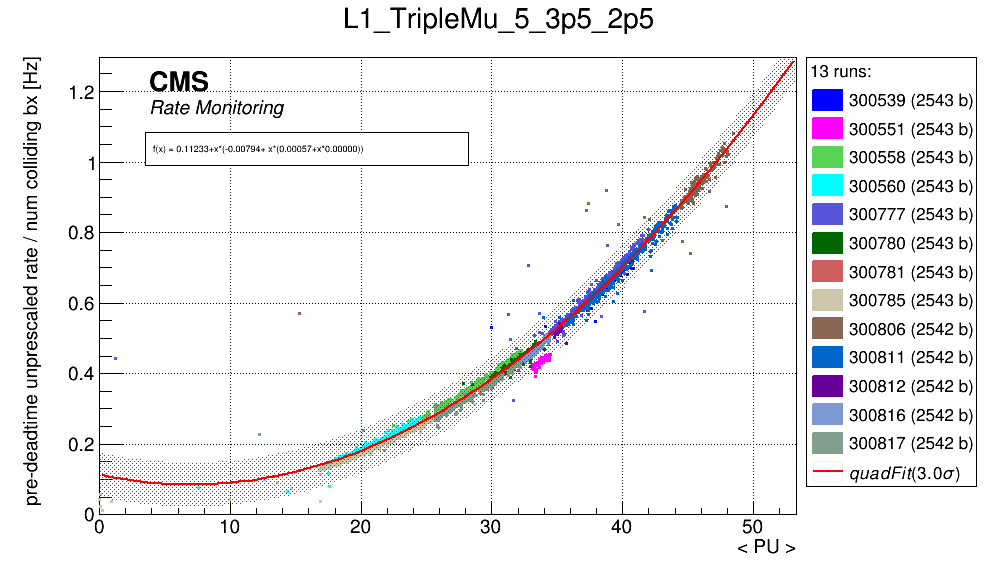 L1_TripleMu_5_3p5_2p5
pre-deadtime unprescaled rate / num colliding bx [Hz]
CMS
Rate Monitoring
f(x) = 0.11233+x*(-0.00794+ x*(0.00057+x*0.00000))
1.2
1
0.8
0.6
0.4
0.2
0
0 10 20 30 40 50
< PU >
13 runs:
300539 (2543 b)
300551 (2543 b)
300558 (2543 b)
300560 (2543 b)
300777 (2543 b)
300780 (2543 b)
300781 (2543 b)
300785 (2543 b)
300806 (2542 b)
300811 (2542 b)
300812 (2542 b)
300816 (2542 b)
300817 (2542 b)
quadFit(3.0σ)